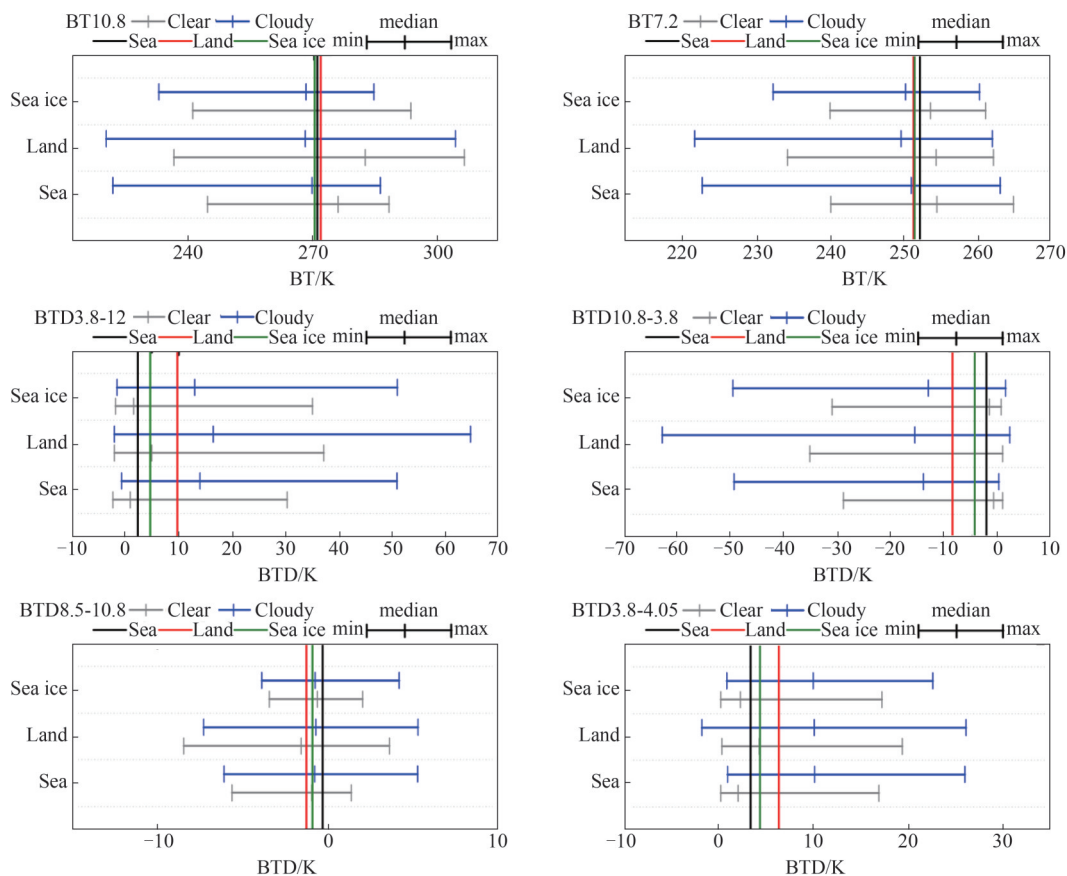 BT10.8 Clear Cloudy median
Sea Land Sea ice min max
Sea ice
Land
Sea
240 270 300
BT/K
BT7.2 Clear Cloudy median
Sea Land Sea ice min max
Sea ice
Land
Sea
220 230 240 250 260 270
BT/K
BTD3.8-12 Clear Cloudy median
Sea Land Sea ice min max
Sea ice
Land
Sea
−10 0 10 20 30 40 50 60 70
BTD/K
BTD10.8-3.8 Clear Cloudy median
Sea Land Sea ice min max
Sea ice
Land
Sea
−70 −60 −50 −40 −30 −20 −10 0 10
BTD/K
BTD8.5-10.8 Clear Cloudy median
Sea Land Sea ice min max
Sea ice
Land
Sea
−10 0 10
BTD/K
BTD3.8-4.05 Clear Cloudy median
Sea Land Sea ice min max
Sea ice
Land
Sea
0 10 20 30
BTD/K